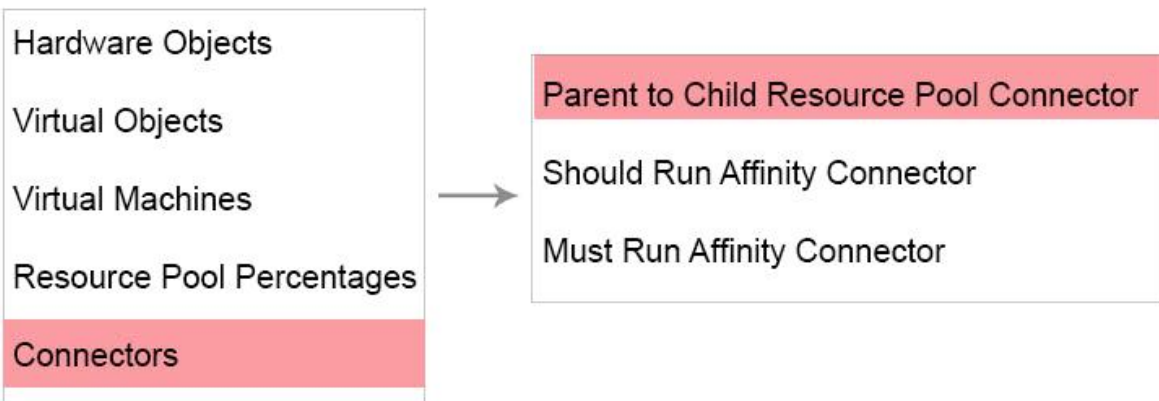 Hardware Objects
Virtual Objects
Virtual Machines
Resource Pool Percentages
Connectors
Parent to Child Resource Pool Connector
Should Run Affinity Connector
Must Run Affinity Connector